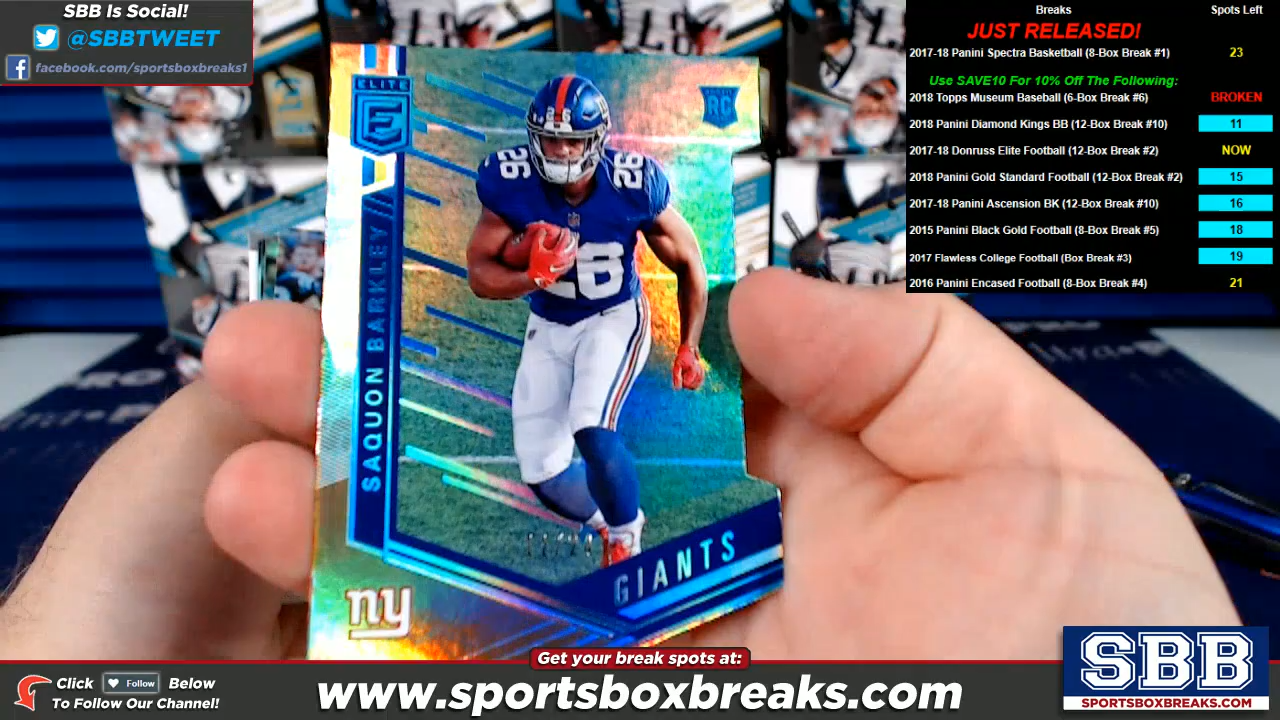 SBB Is Social!
@SBBTWEET
facebook.com/sportsboxbreaks1
Breaks Spots Left
JUST RELEASED!
2017-18 Panini Spectra Basketball (8-Box Break #1) 23
Use SAVE10 For 10% Off The Following:
2018 Topps Museum Baseball (6-Box Break #6) BROKEN
2018 Panini Diamond Kings BB (12-Box Break #10) 11
2017-18 Donruss Elite Football (12-Box Break #2) NOW
2018 Panini Gold Standard Football (12-Box Break #2) 15
2017-18 Panini Ascension BK (12-Box Break #10) 16
2015 Panini Black Gold Football (8-Box Break #5) 18
2017 Flawless College Football (Box Break #3) 19
2016 Panini Encased Football (8-Box Break #4) 21
ELITE
E
RC
26 26
26
SAQUON BARKLEY
GIANTS
ny
Get your break spots at:
Click Follow Below
To Follow Our Channel!
www.sportsboxbreaks.com
SBB
SPORTSBOXBREAKS.COM